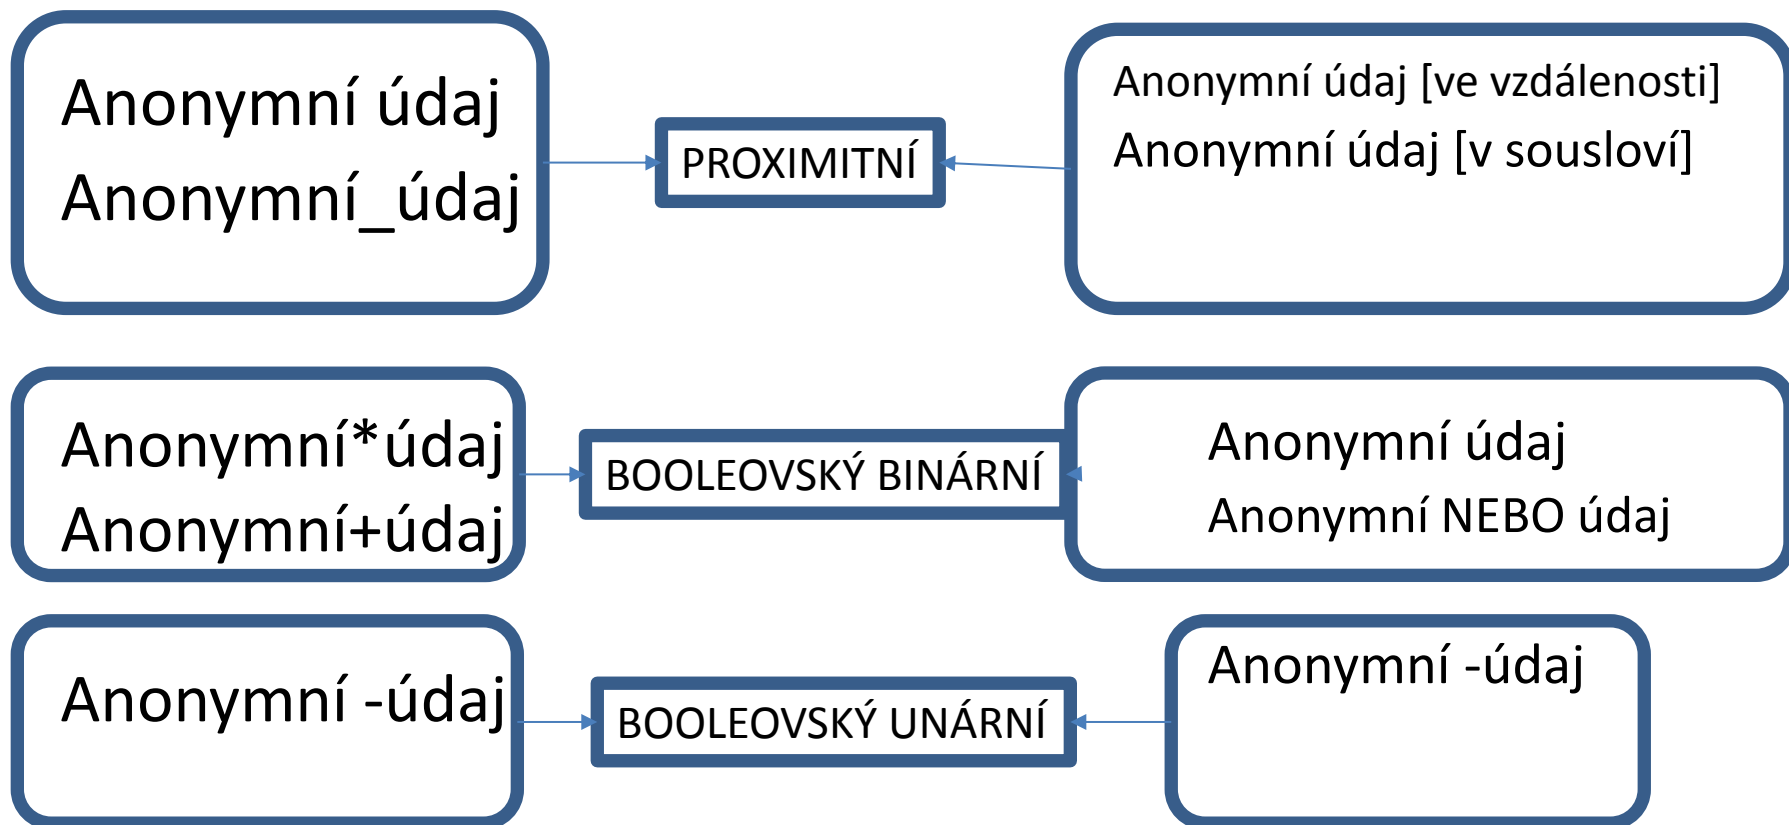 Anonymní údaj
Anonymní_údaj
PROXIMITNÍ
Anonymní údaj [ve vzdálenosti]
Anonymní údaj [v sousloví]
Anonymní*údaj
Anonymní+údaj
BOOLEOVSKÝ BINÁRNÍ
Anonymní údaj
Anonymní NEBO údaj
Anonymní -údaj
BOOLEOVSKÝ UNÁRNÍ
Anonymní -údaj